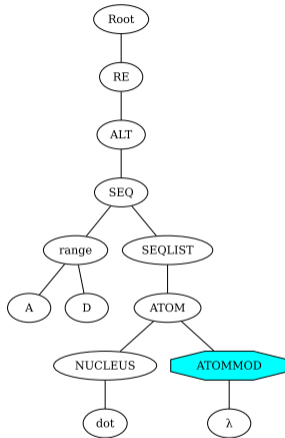 Root
RE
ALT
SEQ
range SEQLIST
A D ATOM
NUCLEUS ATOMMOD
dot λ